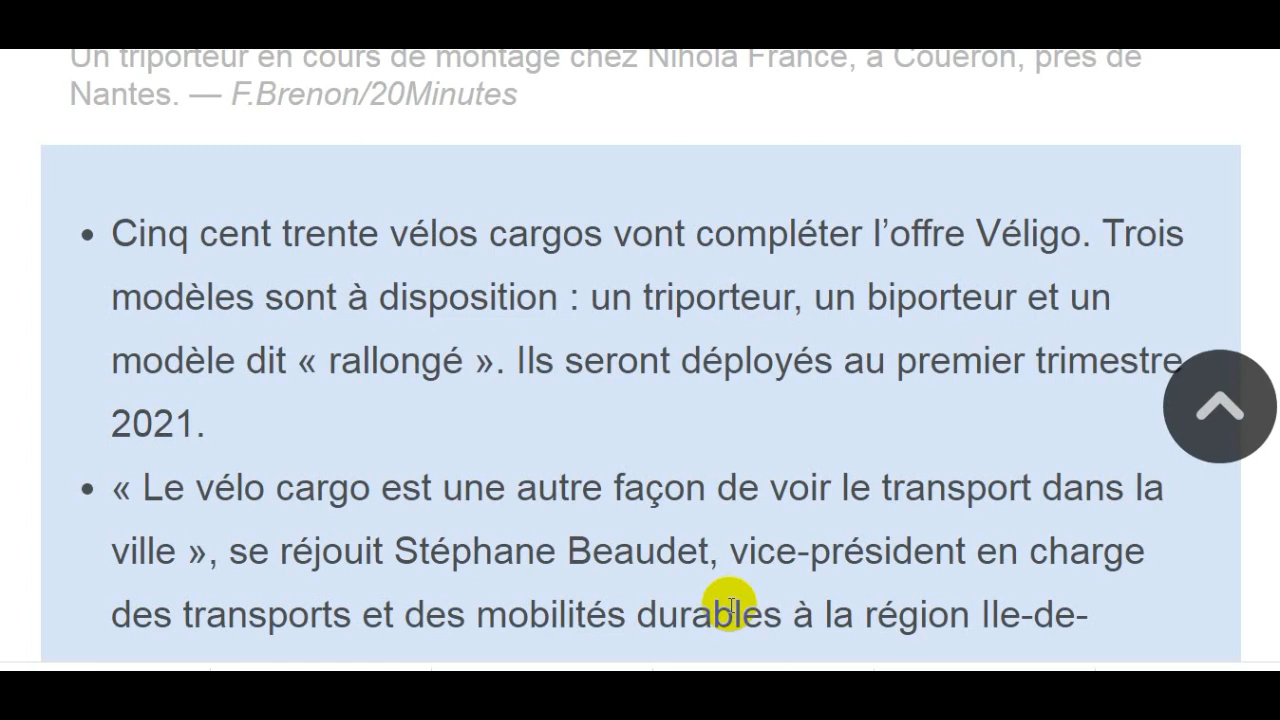 Un triporteur en cours de montage chez Nihola France, à Couëron, près de
Nantes. — F.Brenon/20Minutes
• Cinq cent trente vélos cargos vont compléter l’offre Véligo. Trois
modèles sont à disposition : un triporteur, un biporteur et un
modèle dit « rallongé ». Ils seront déployés au premier trimestre
2021.
• « Le vélo cargo est une autre façon de voir le transport dans la
ville », se réjouit Stéphane Beaudet, vice-président en charge
des transports et des mobilités durables à la région Ile-de-